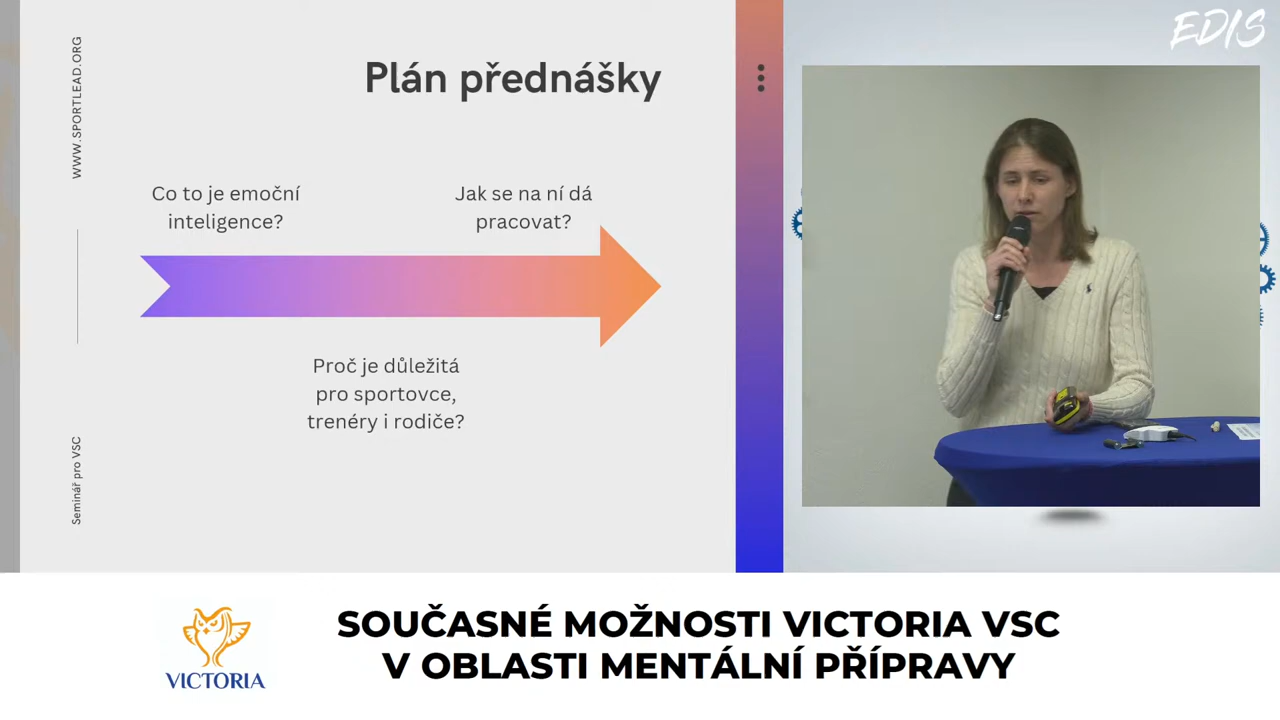 WWW.SPORTLEAD.ORG
Plán přednášky
EDIS
Co to je emoční
inteligence?
Jak se na ní dá
pracovat?
Proč je důležitá
pro sportovce,
trenéry i rodiče?
Seminář pro VSC
VICTORIA
SOUČASNÉ MOŽNOSTI VICTORIA VSC
V OBLASTI MENTÁLNÍ PŘÍPRAVY